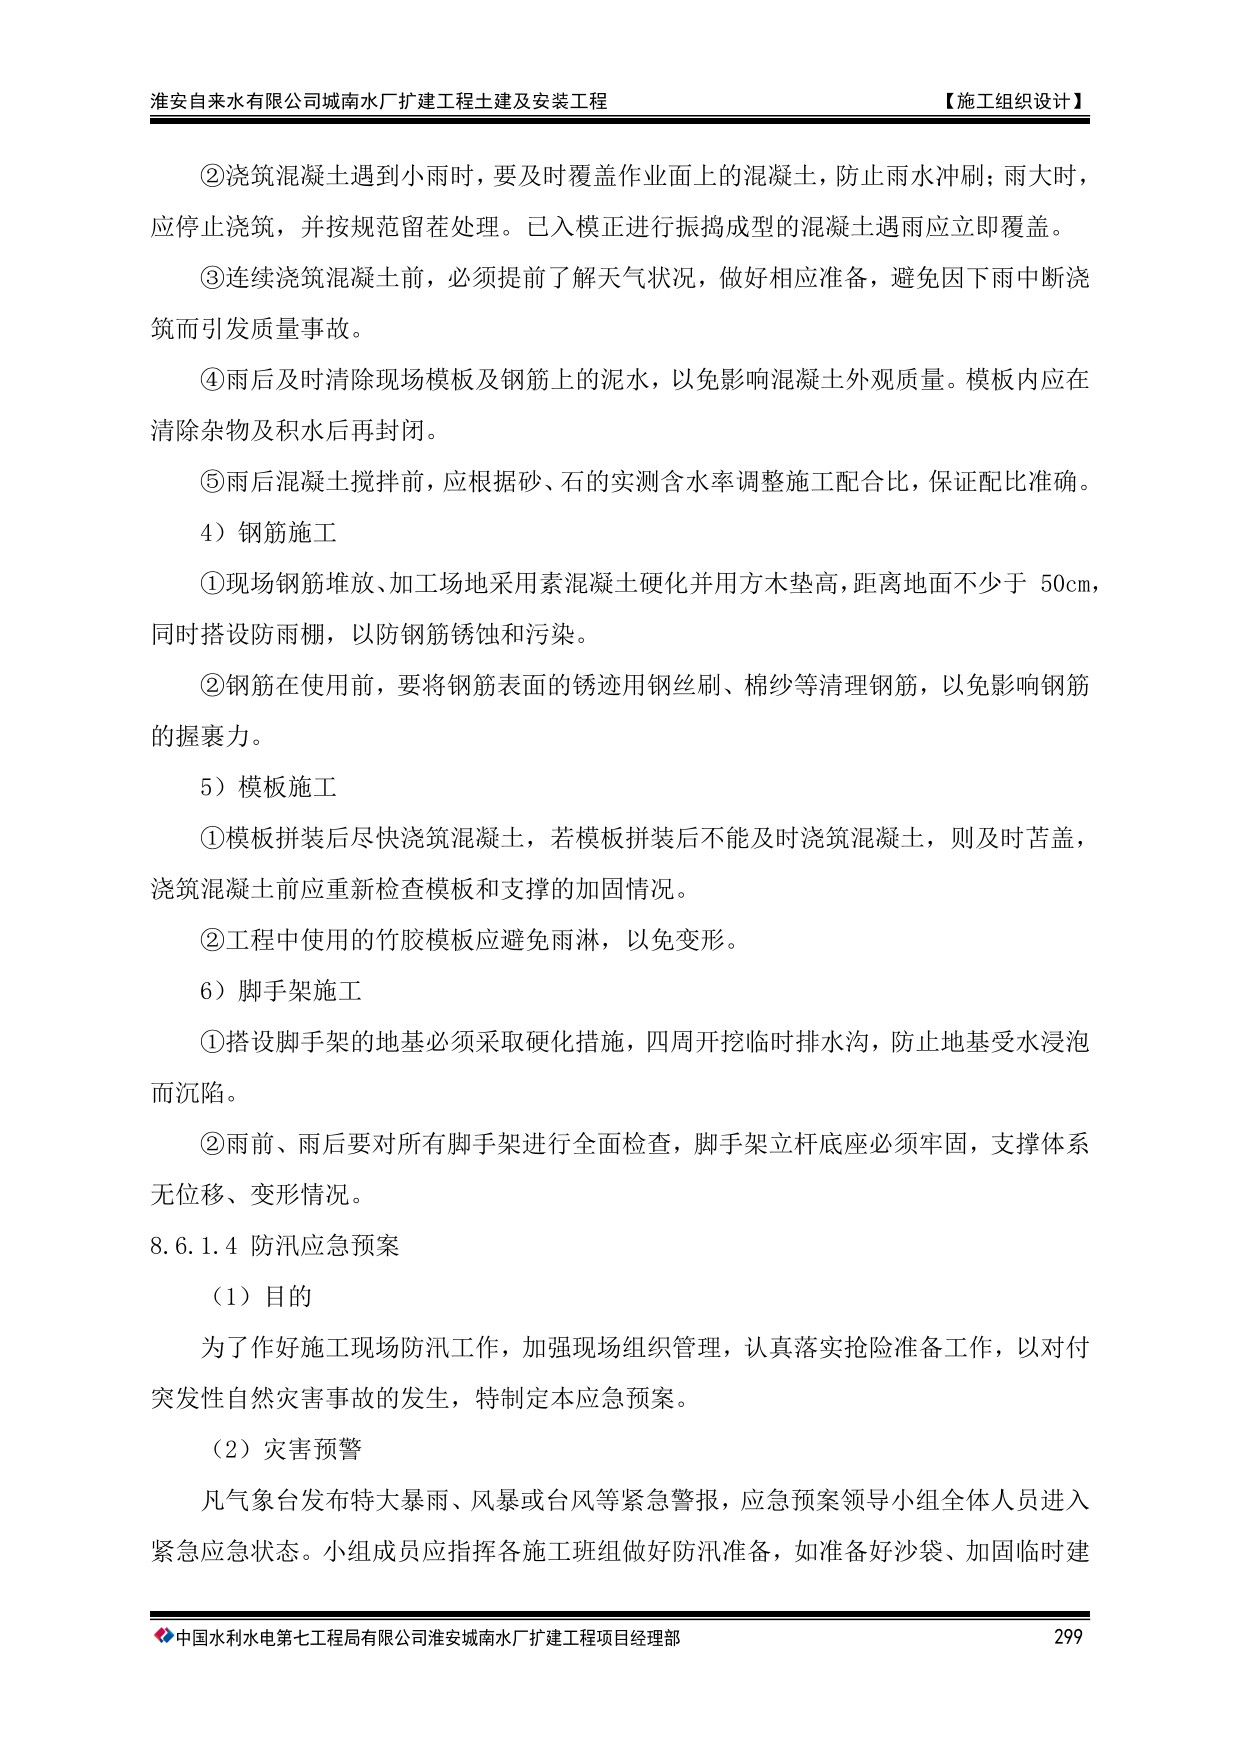 淮安自来水有限公司城南水厂扩建工程土建及安装工程 【施工组织设计】
②浇筑混凝土遇到小雨时，要及时覆盖作业面上的混凝土，防止雨水冲刷；雨大时，
应停止浇筑，并按规范留茬处理。已入模正进行振捣成型的混凝土遇雨应立即覆盖。
③连续浇筑混凝土前，必须提前了解天气状况，做好相应准备，避免因下雨中断浇
筑而引发质量事故。
④雨后及时清除现场模板及钢筋上的泥水，以免影响混凝土外观质量。模板内应在
清除杂物及积水后再封闭。
⑤雨后混凝土搅拌前，应根据砂、石的实测含水率调整施工配合比，保证配比准确。
4）钢筋施工
①现场钢筋堆放、加工场地采用素混凝土硬化并用方木垫高，距离地面不少于 50cm，
同时搭设防雨棚，以防钢筋锈蚀和污染。
②钢筋在使用前，要将钢筋表面的锈迹用钢丝刷、棉纱等清理钢筋，以免影响钢筋
的握裹力。
5）模板施工
①模板拼装后尽快浇筑混凝土，若模板拼装后不能及时浇筑混凝土，则及时苫盖，
浇筑混凝土前应重新检查模板和支撑的加固情况。
②工程中使用的竹胶模板应避免雨淋，以免变形。
6）脚手架施工
①搭设脚手架的地基必须采取硬化措施，四周开挖临时排水沟，防止地基受水浸泡
而沉陷。
②雨前、雨后要对所有脚手架进行全面检查，脚手架立杆底座必须牢固，支撑体系
无位移、变形情况。
8.6.1.4 防汛应急预案
（1）目的
为了作好施工现场防汛工作，加强现场组织管理，认真落实抢险准备工作，以对付
突发性自然灾害事故的发生，特制定本应急预案。
（2）灾害预警
凡气象台发布特大暴雨、风暴或台风等紧急警报，应急预案领导小组全体人员进入
紧急应急状态。小组成员应指挥各施工班组做好防汛准备，如准备好沙袋、加固临时建
中国水利水电第七工程局有限公司淮安城南水厂扩建工程项目经理部 299